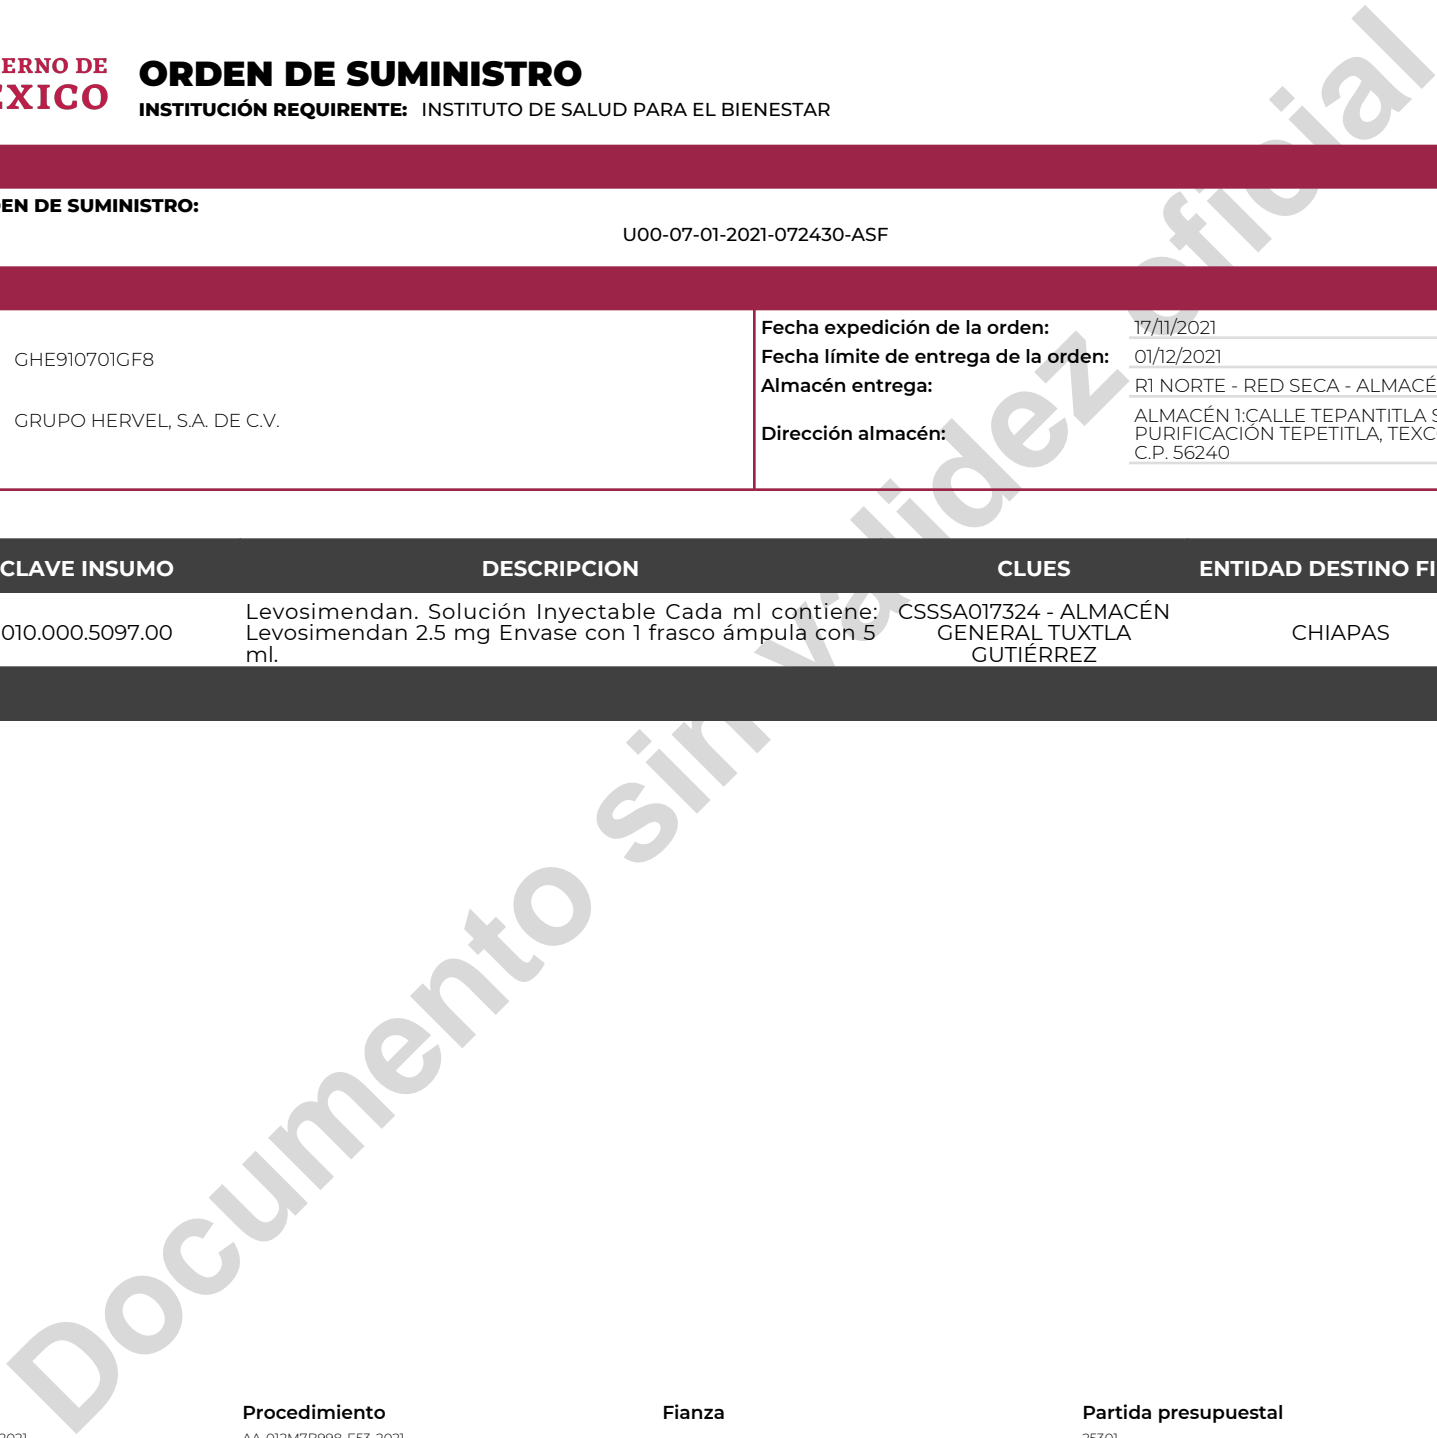 ERNO DE
ORDEN DE SUMINISTRO
INSTITUCIÓN REQUIRENTE: INSTITUTO DE SALUD PARA EL BIENESTAR
EN DE SUMINISTRO:
U00-07-01-2021-072430-ASF
GHE910701GF8
GRUPO HERVEL, S.A. DE C.V.
Fecha expedición de la orden: 17/11/2021
Fecha límite de entrega de la orden: 01/12/2021
Almacén entrega: R1 NORTE - RED SECA - ALMACÉ
Dirección almacén: ALMACÉN 1:CALLE TEPANTITLA
PURIFICACIÓN TEPETITLA, TEXC
C.P. 56240
CLAVE INSUMO DESCRIPCION CLUES ENTIDAD DESTINO FI
010.000.5097.00 Levosimendan. Solución Inyectable Cada ml contiene: Levosimendan 2.5 mg Envase con 1 frasco ámpula con 5 ml. CSSSA017324 - ALMACÉN GENERAL TUXTLA GUTIÉRREZ CHIAPAS
Documento sin validez oficial
Procedimiento Fianza Partida presupuestal